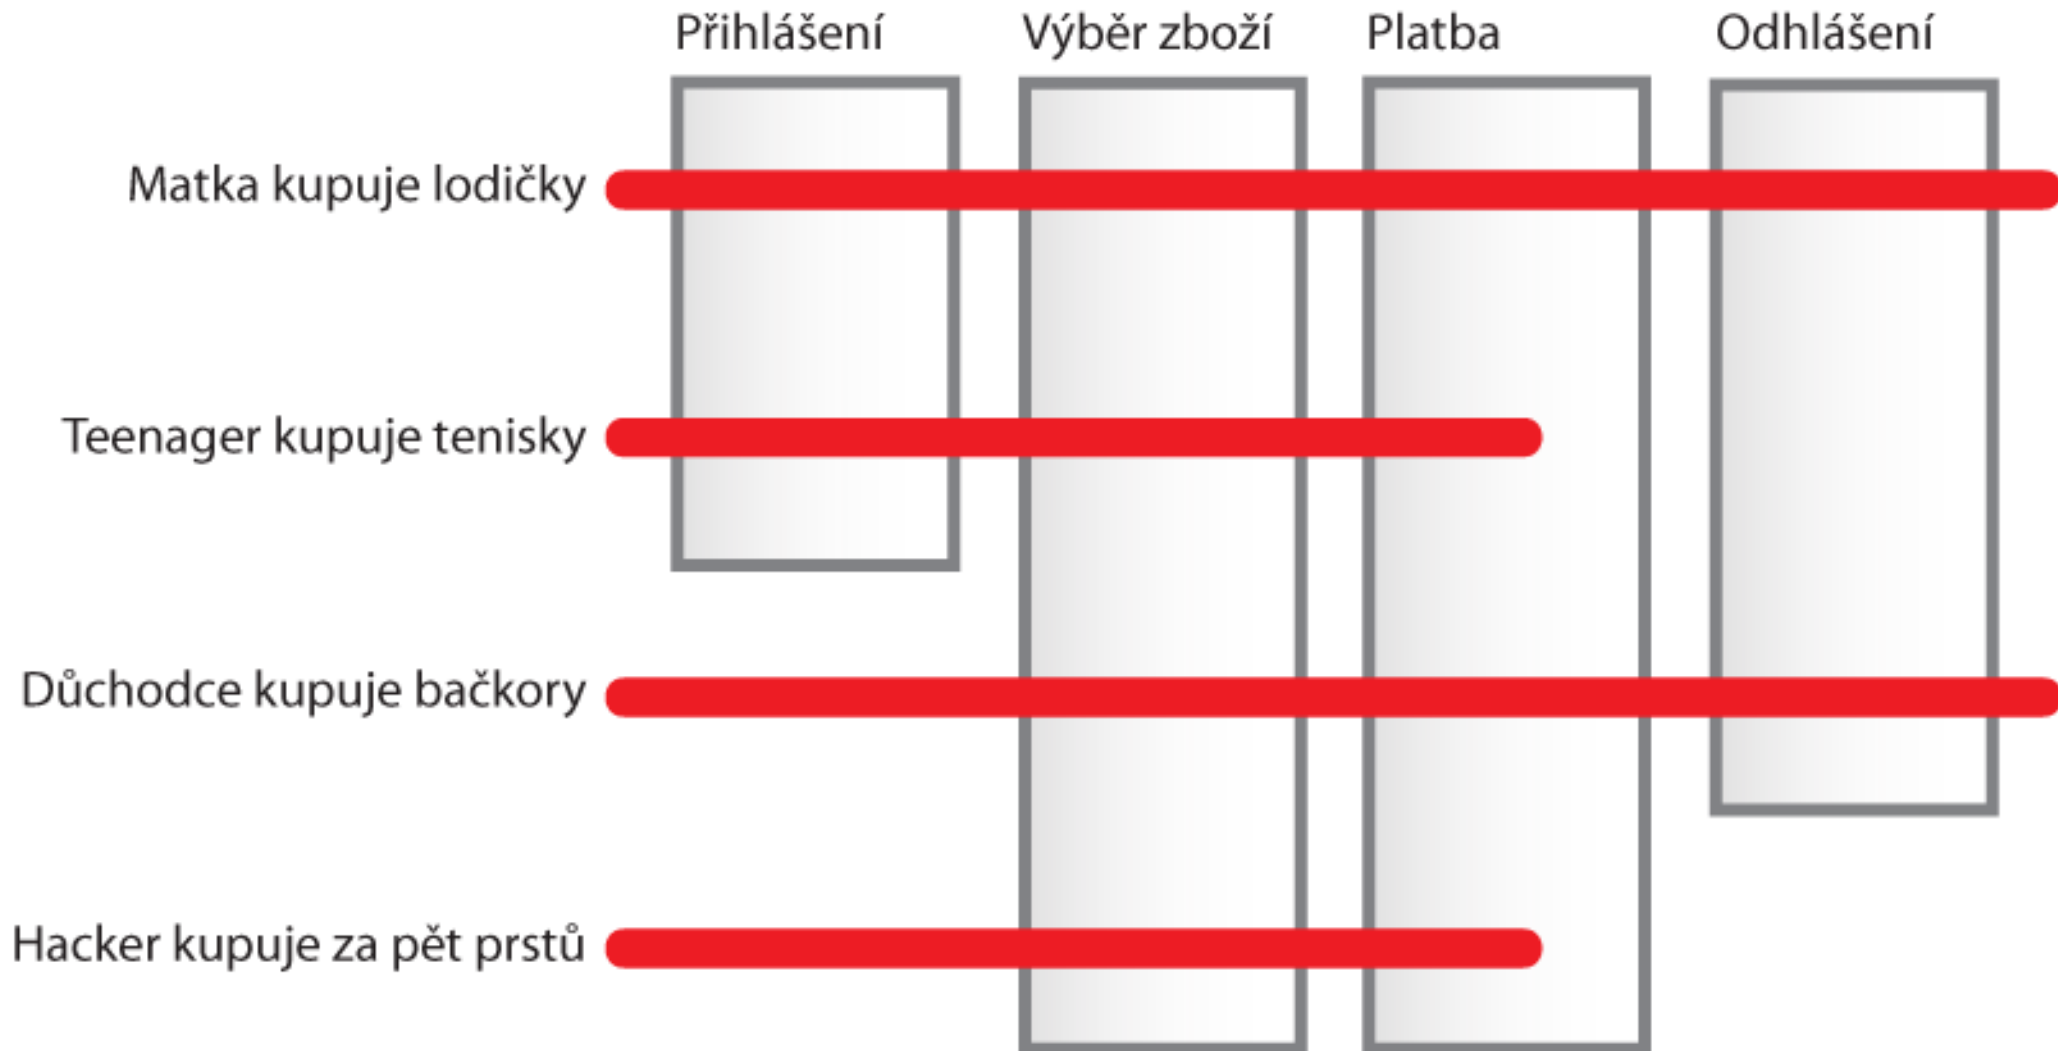 Přihlášení
Výběr zboží
Platba
Odhlášení
Matka kupuje lodičky
Teenager kupuje tenisky
Důchodce kupuje bačkory
Hacker kupuje za pět prstů